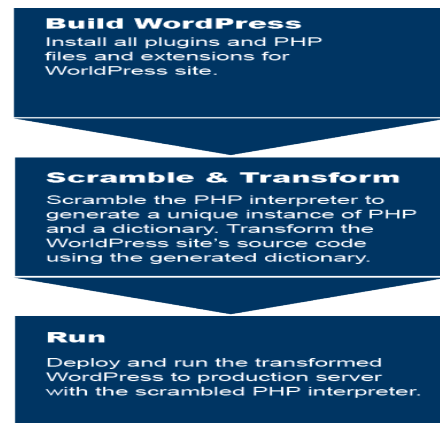 Build WordPress
Install all plugins and PHP
files and extensions for
WorldPress site.
Scramble & Transform
Scramble the PHP interpreter to
generate a unique instance of PHP
and a dictionary. Transform the
WorldPress site's source code
using the generated dictionary.
Run
Deploy and run the transformed
WordPress to production server
with the scrambled PHP interpreter.